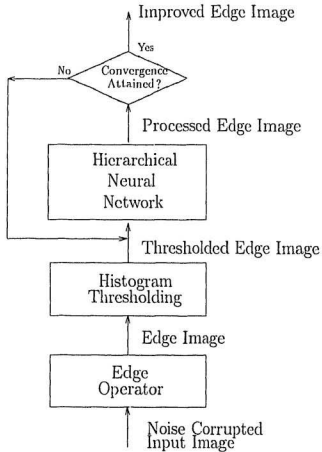 Improved Edge Image
Yes
No
Convergence
Attained?
Processed Edge Image
Hierarchical
Neural
Network
Thresholded Edge Image
Histogram
Thresholding
Edge Image
Edge
Operator
Noise Corrupted
Input Image